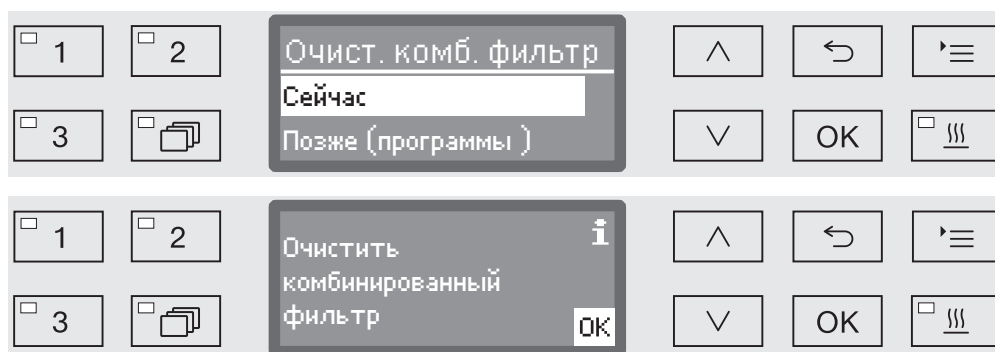 1 2
Очист. комб. фильтр
Сейчас
3
Позже (программы )
OK
1 2
Очистить
комбинированный
фильтр
OK
3
OK